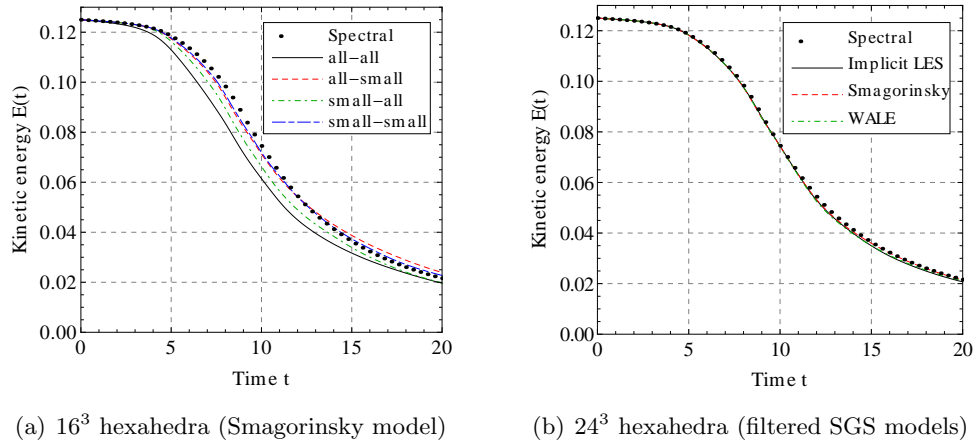 Kinetic energy E(t)
0.12
0.10
0.08
0.06
0.04
0.02
0.00
0
5
10
15
20
Time t
Spectral
all−all
all−small
small−all
small−small
(a) 16³ hexahedra (Smagorinsky model)
Kinetic energy E(t)
0.12
0.10
0.08
0.06
0.04
0.02
0.00
0
5
10
15
20
Time t
Spectral
Implicit LES
Smagorinsky
WALE
(b) 24³ hexahedra (filtered SGS models)